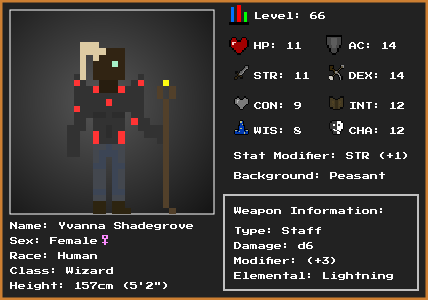 Level: 66
HP: 11
AC: 14
STR: 11
DEX: 14
CON: 9
INT: 12
WIS: 8
CHA: 12
Stat Modifier: STR (+1)
Background: Peasant
Name: Yvanna Shadegrove
Sex: Female♀
Race: Human
Class: Wizard
Height: 157cm (5'2")
Weapon Information:
Type: Staff
Damage: d6
Modifier: (+3)
Elemental: Lightning